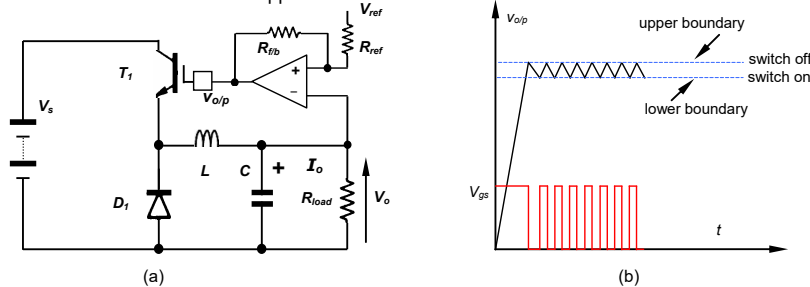 V_ref
R_f/b
R_ref
T_1
+
v_o/p
−
V_s
L
C
+
I_o
D_1
R_load
V_o
(a)
v_o/p
upper boundary
switch off
switch on
lower boundary
V_gs
t
(b)